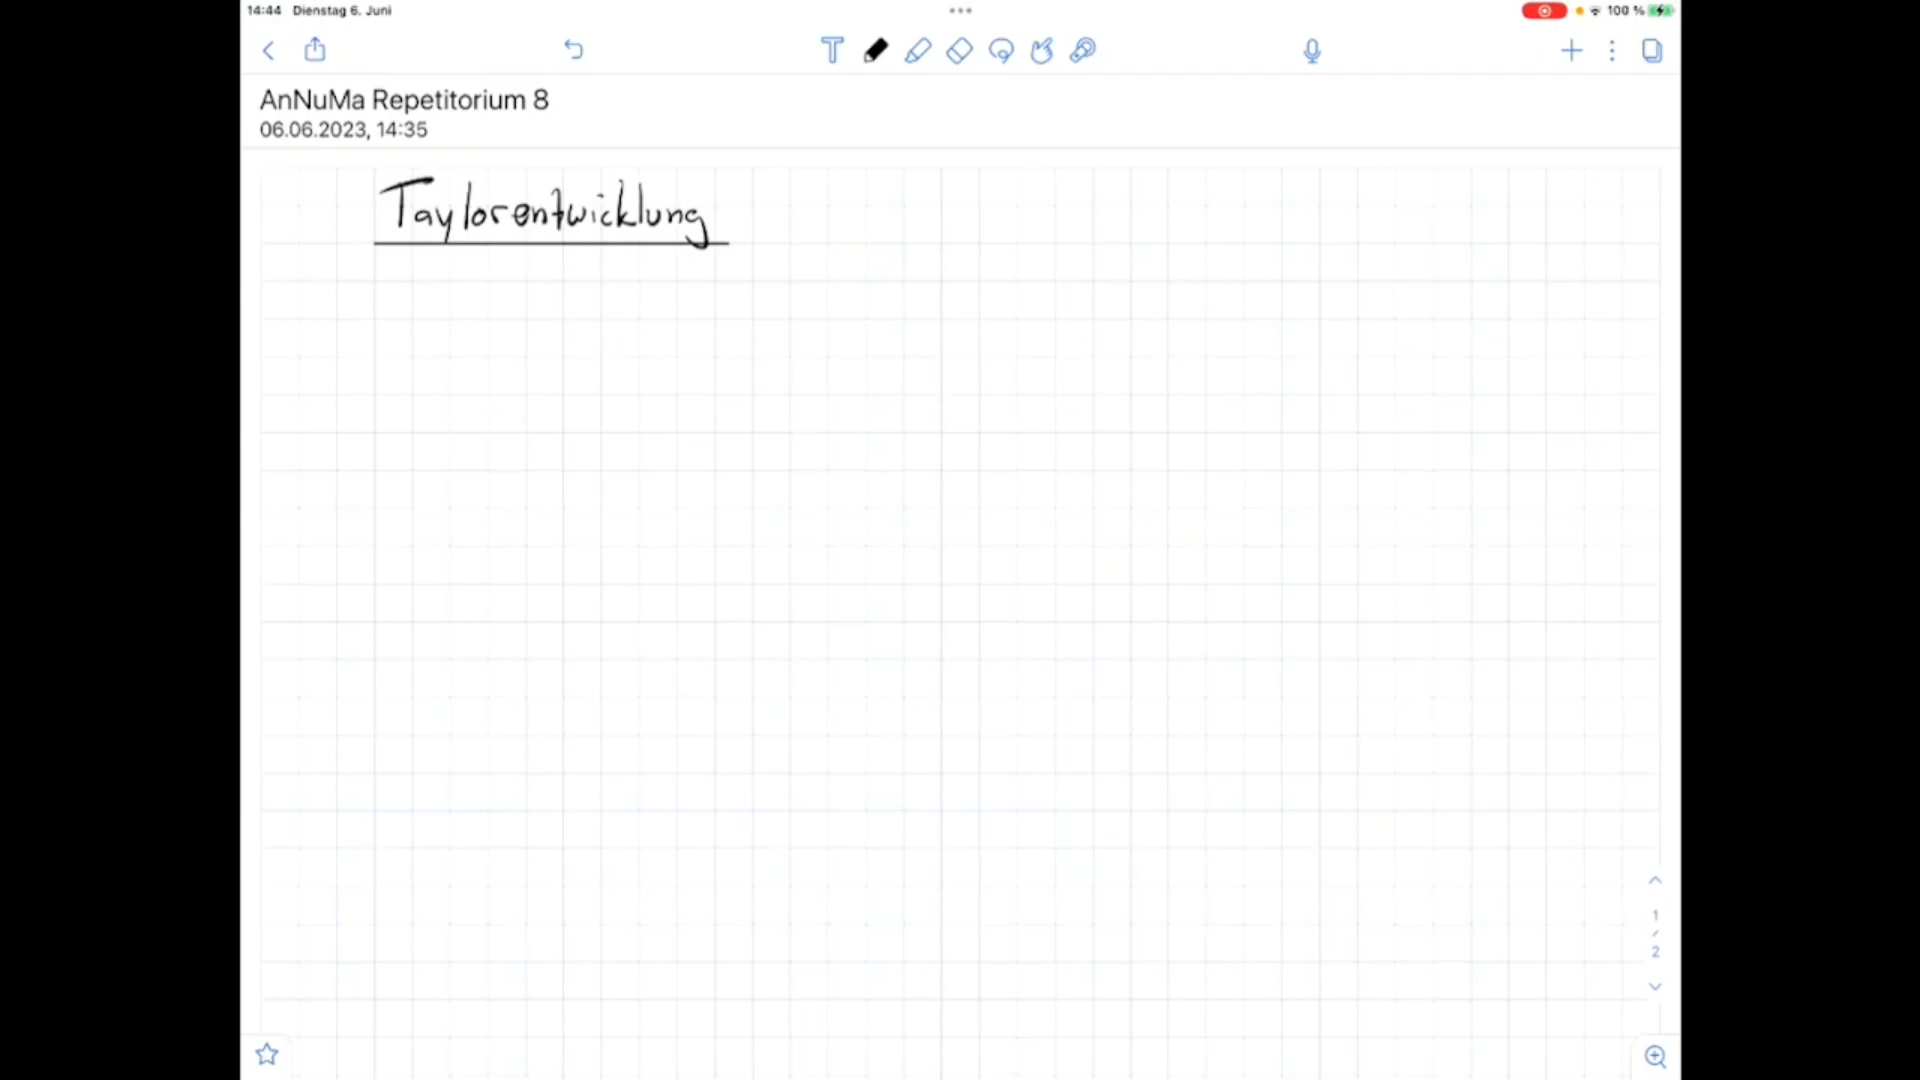 14:44 Dienstag 6. Juni
100 %
AnNuMa Repetitorium 8
06.06.2023, 14:35
Taylorentwicklung
1
/
2